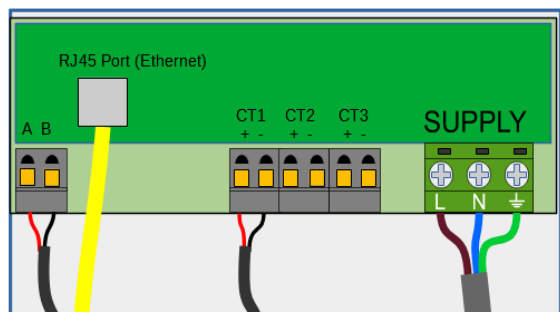 RJ45 Port (Ethernet)
A B
CT1 CT2 CT3
+ - + - + -
SUPPLY
L N